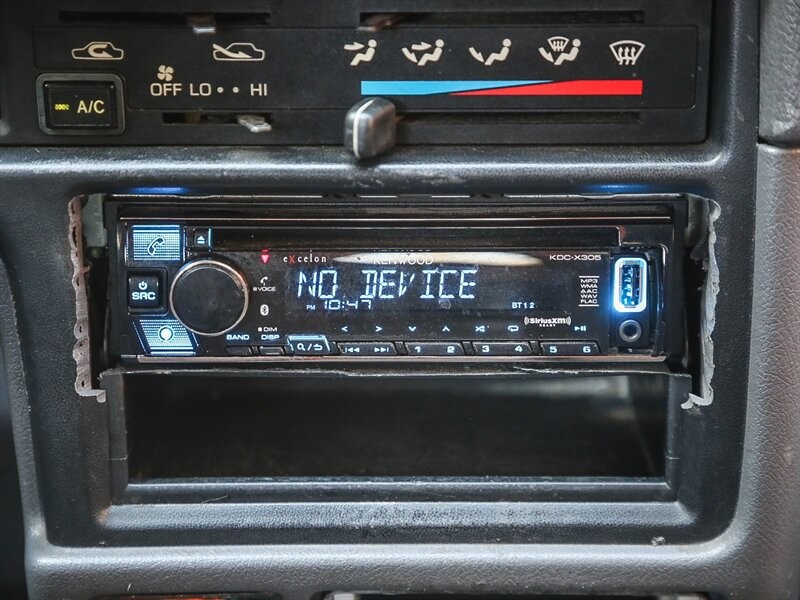 OFF LO • • HI
A/C
eXcelon
KENWOOD
KDC-X305
VOICE
NO DEVICE
PM 10:47
BT12
MP3
WMA
AAC
WAV
FLAC
SRC
((SiriusXm))
READY
DIM
BAND DISP
1 2 3 4 5 6